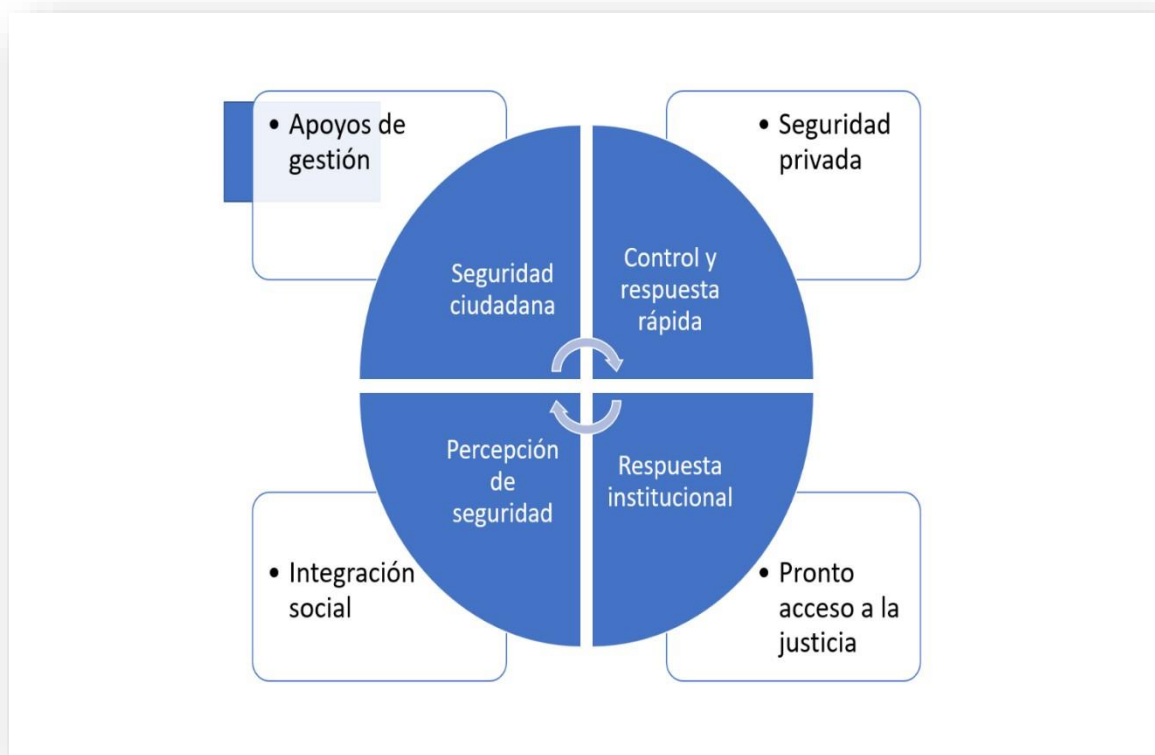 • Apoyos de
gestión
• Seguridad
privada
Seguridad
ciudadana
Control y
respuesta
rápida
Percepción
de
seguridad
Respuesta
institucional
• Integración
social
• Pronto
acceso a la
justicia